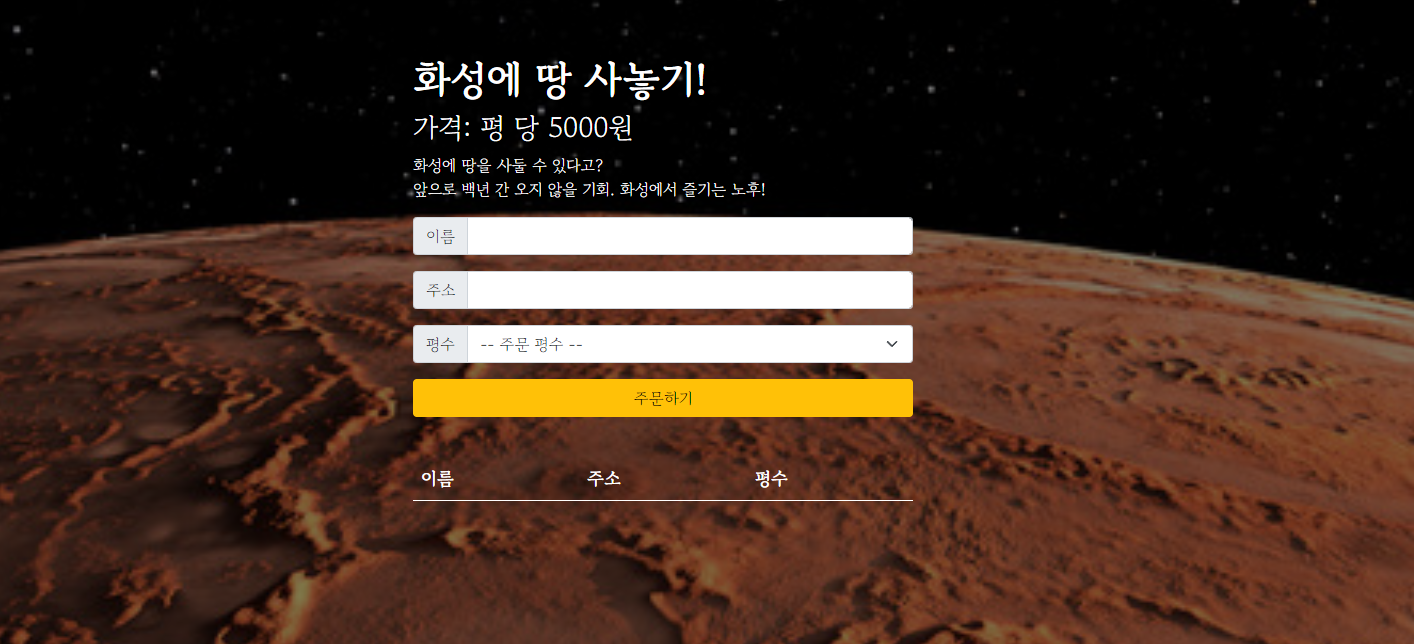 화성에 땅 사놓기!
가격: 평 당 5000원
화성에 땅을 사둘 수 있다고?
앞으로 백년 간 오지 않을 기회. 화성에서 즐기는 노후!
이름
주소
평수 -- 주문 평수 --
주문하기
이름 주소 평수